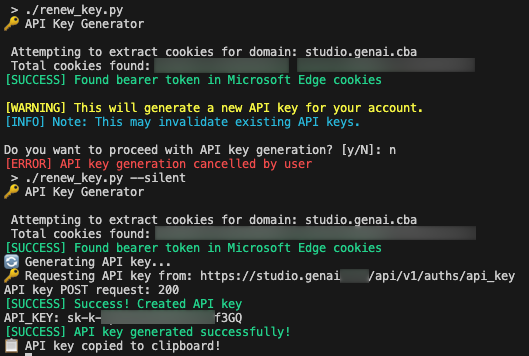 > ./renew_key.py
🔑 API Key Generator
Attempting to extract cookies for domain: studio.genai.cba
Total cookies found:
[SUCCESS] Found bearer token in Microsoft Edge cookies
[WARNING] This will generate a new API key for your account.
[INFO] Note: This may invalidate existing API keys.
Do you want to proceed with API key generation? [y/N]: n
[ERROR] API key generation cancelled by user
> ./renew_key.py --silent
🔑 API Key Generator
Attempting to extract cookies for domain: studio.genai.cba
Total cookies found:
[SUCCESS] Found bearer token in Microsoft Edge cookies
🔄 Generating API key...
🔑 Requesting API key from: https://studio.genai /api/v1/auths/api_key
API key POST request: 200
[SUCCESS] Success! Created API key
API_KEY: sk-k- f3GQ
[SUCCESS] API key generated successfully!
📋 API key copied to clipboard!